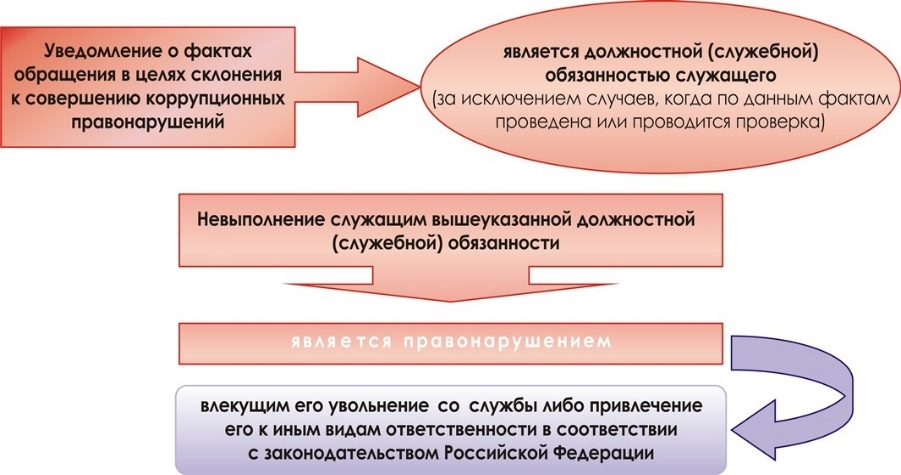 Уведомление о фактах
обращения в целях склонения
к совершению коррупционных
правонарушений
является должностной (служебной)
обязанностью служащего
(за исключением случаев, когда по данным фактам
проведена или проводится проверка)
Невыполнение служащим вышеуказанной должностной
(служебной) обязанности
является правонарушением
влекущим его увольнение со службы либо привлечение
его к иным видам ответственности в соответствии
с законодательством Российской Федерации